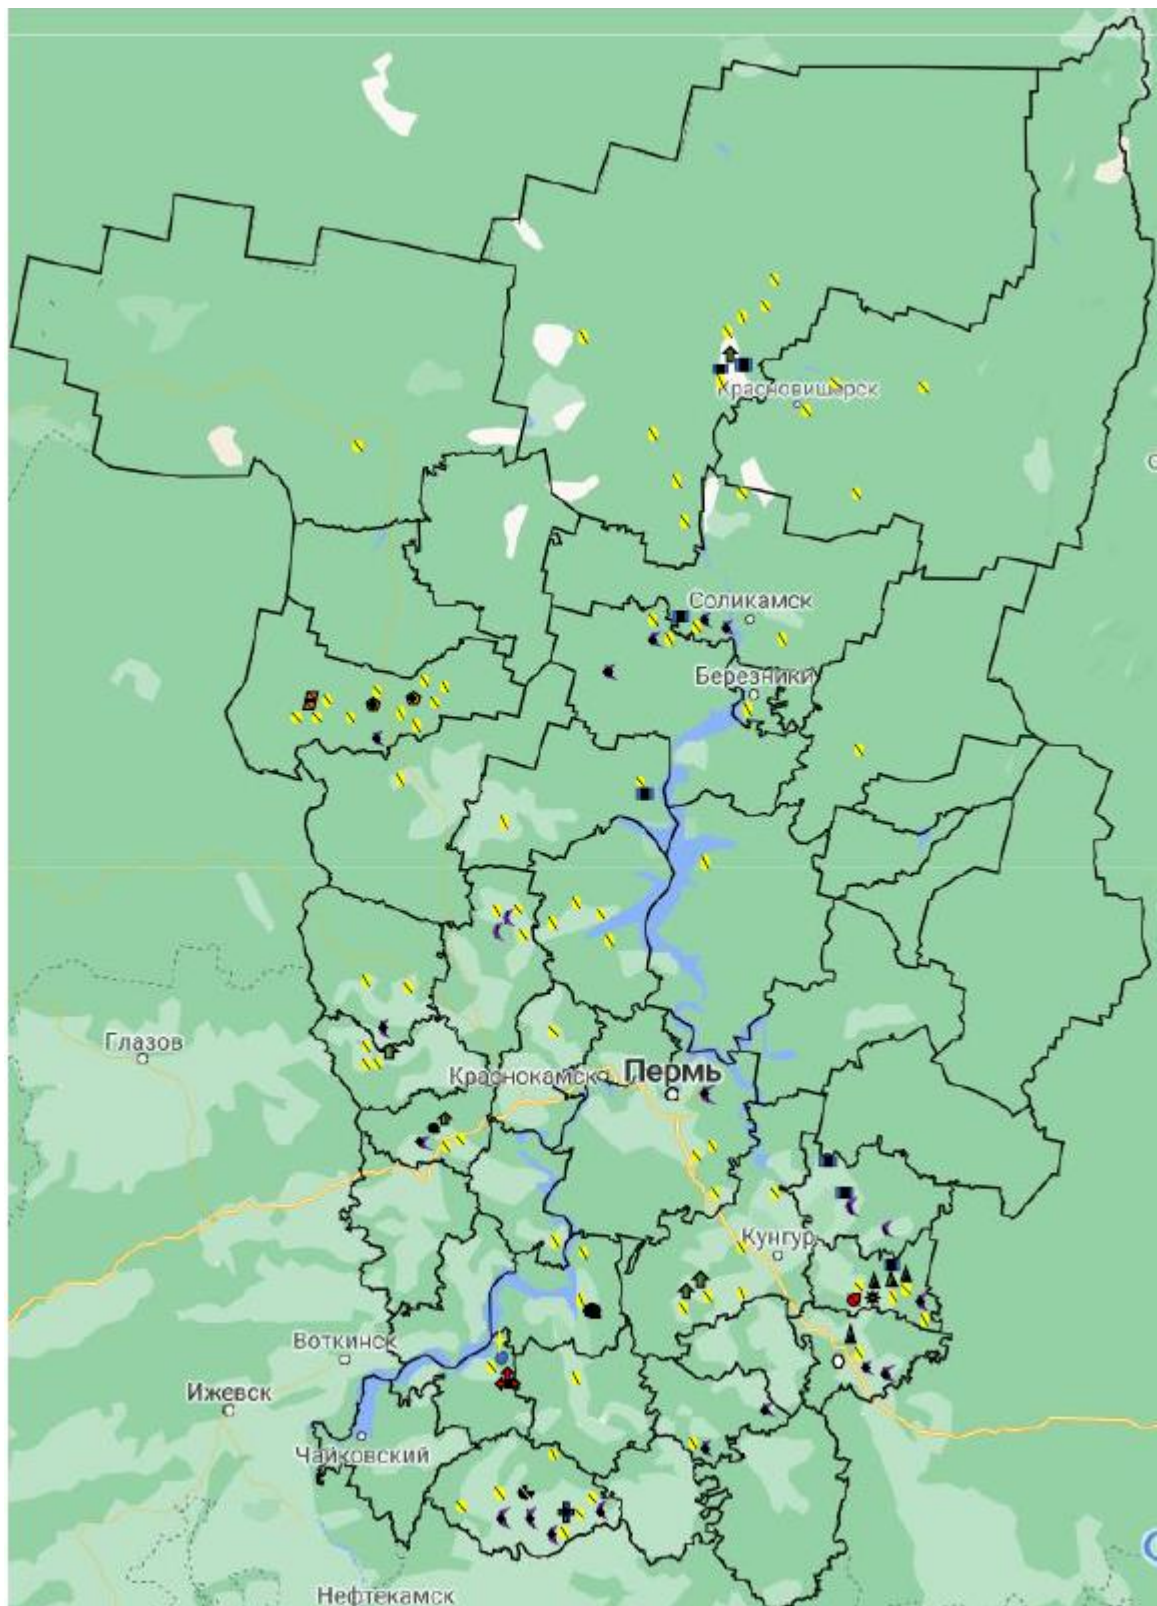 Красновишерск
Соликамск
Березники
Глазов
Краснокамск
Пермь
Кунгур
Воткинск
Ижевск
Чайковский
Нефтекамск